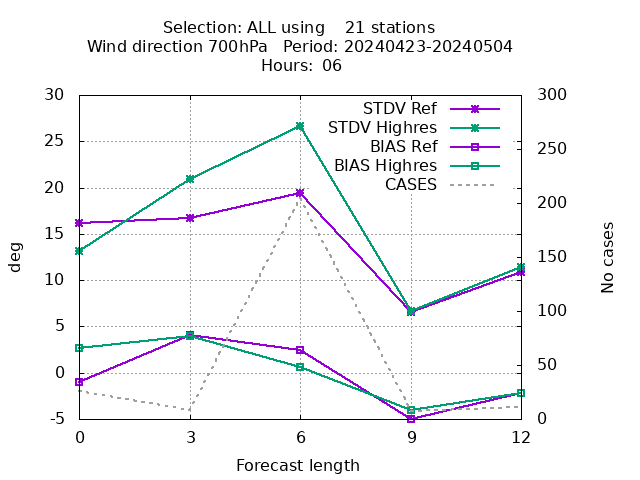 Selection: ALL using    21 stations
Wind direction 700hPa   Period: 20240423-20240504
Hours: 06
STDV Ref
STDV Highres
BIAS Ref
BIAS Highres
CASES
30
25
20
15
10
5
0
-5
300
250
200
150
100
50
0
deg
No cases
0 3 6 9 12
Forecast length